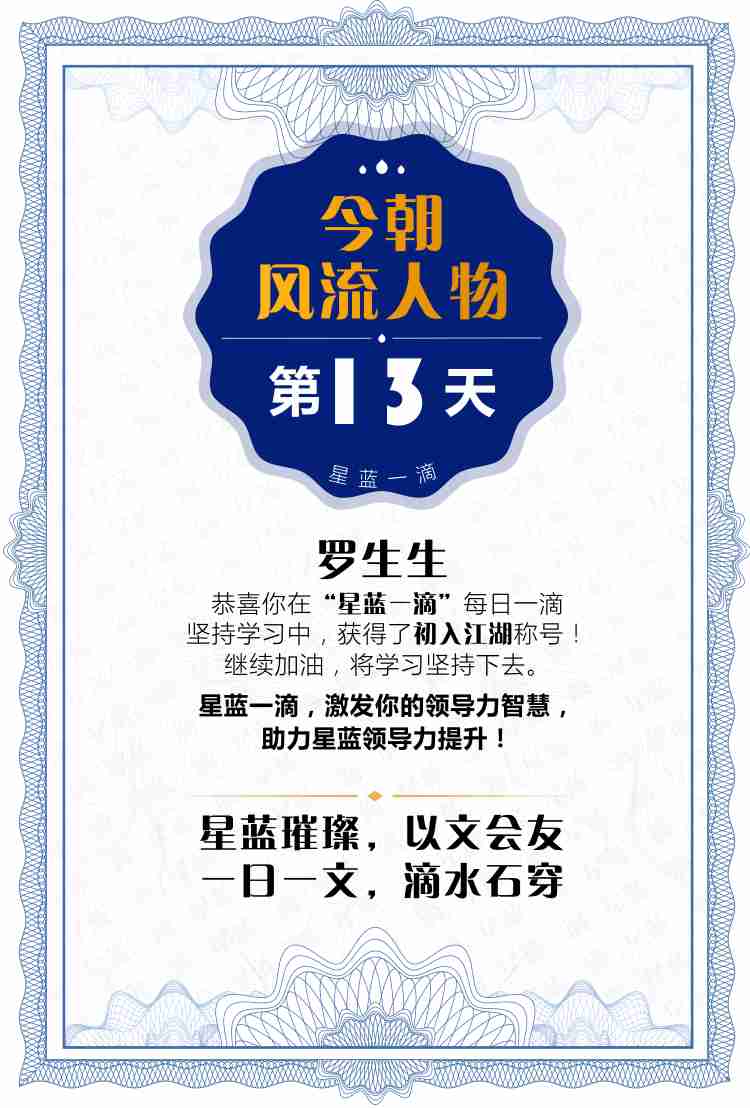 今朝
风流人物
第13天
星蓝一滴
罗生生
恭喜你在“星蓝一滴”每日一滴
坚持学习中，获得了初入江湖称号！
继续加油，将学习坚持下去。
星蓝一滴，激发你的领导力智慧，
助力星蓝领导力提升！
星蓝璀璨，以文会友
一日一文，滴水石穿